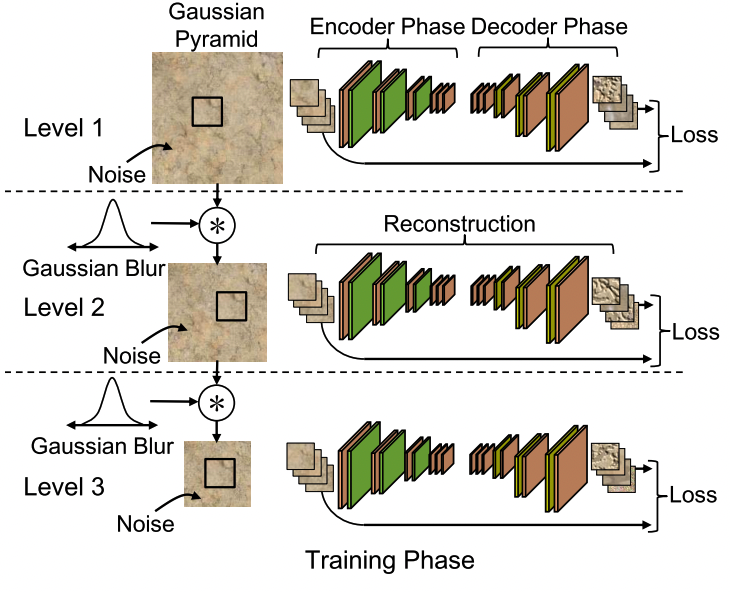 Gaussian
Pyramid
Encoder Phase
Decoder Phase
Level 1
Noise
Loss
*
Gaussian Blur
Reconstruction
Level 2
Noise
Loss
*
Gaussian Blur
Level 3
Noise
Loss
Training Phase